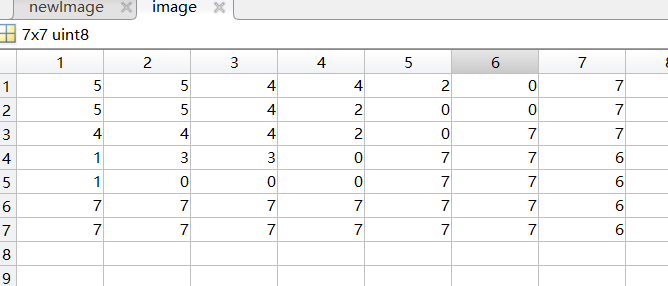 newImage image
7x7 uint8
1 2 3 4 5 6 7
1 5 5 4 4 2 0 7
2 5 5 4 2 0 0 7
3 4 4 4 2 0 7 7
4 1 3 3 0 7 7 6
5 1 0 0 0 7 7 6
6 7 7 7 7 7 7 6
7 7 7 7 7 7 7 6
8
9